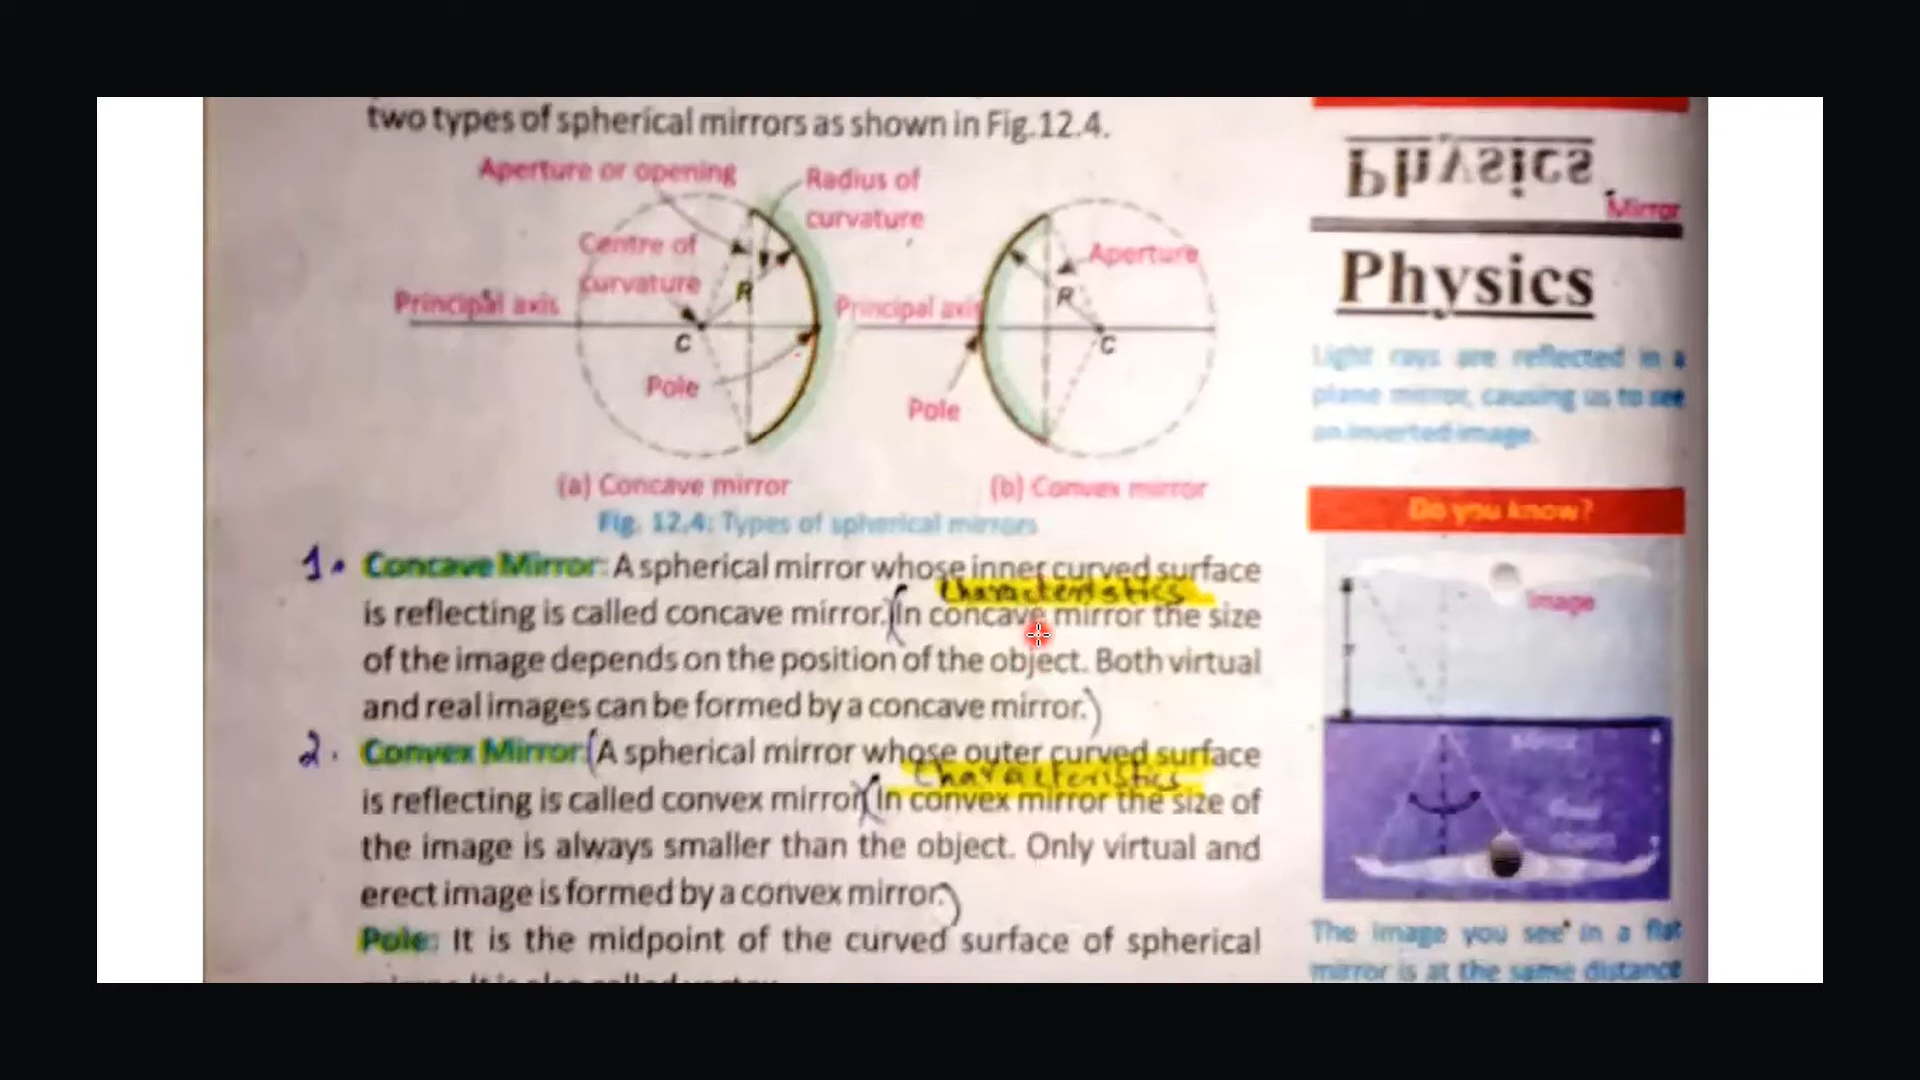 two types of spherical mirrors as shown in Fig.12.4.
Aperture or opening
Radius of
curvature
Centre of
curvature
Principal axis
R
C
Pole
Principal axis
Aperture
R
C
Pole
(a) Concave mirror
(b) Convex mirror
Fig. 12.4: Types of spherical mirrors
1. Concave Mirror: A spherical mirror whose inner curved surface
Characteristics
is reflecting is called concave mirror. (In concave mirror the size
of the image depends on the position of the object. Both virtual
and real images can be formed by a concave mirror.)
2. Convex Mirror: (A spherical mirror whose outer curved surface
Characteristics
is reflecting is called convex mirror (In convex mirror the size of
the image is always smaller than the object. Only virtual and
erect image is formed by a convex mirror.)
Pole: It is the midpoint of the curved surface of spherical
Physics
Mirror
Physics
Light rays are reflected in a
plane mirror, causing us to see
an inverted image.
Do you know?
Image
The image you see in a flat
mirror is at the same distance